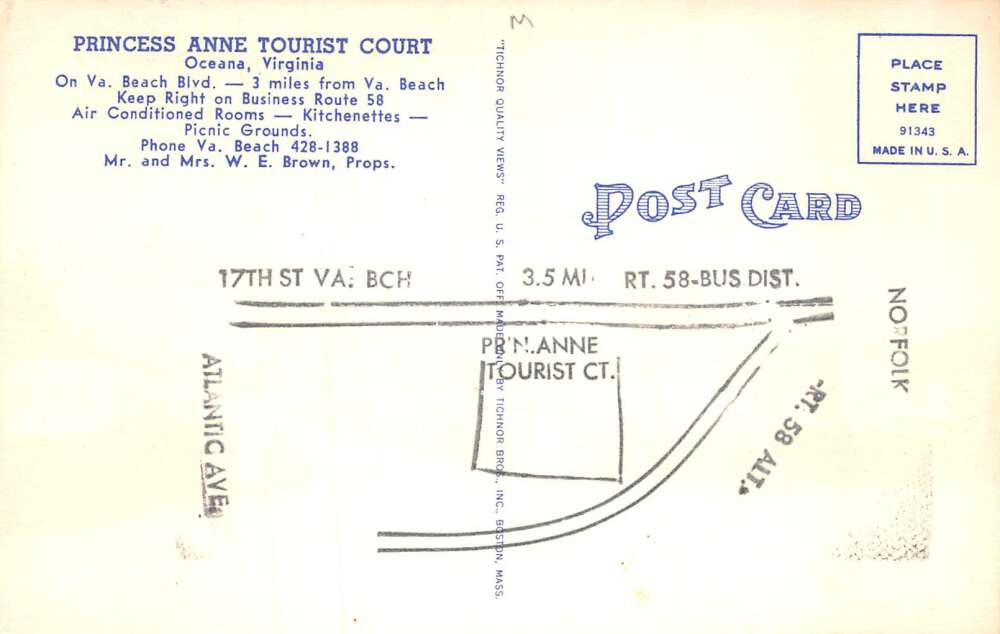 PRINCESS ANNE TOURIST COURT
Oceana, Virginia
On Va. Beach Blvd. — 3 miles from Va. Beach
Keep Right on Business Route 58
Air Conditioned Rooms — Kitchenettes —
Picnic Grounds.
Phone Va. Beach 428-1388
Mr. and Mrs. W. E. Brown, Props.
"TICHNOR QUALITY VIEWS" REG. U. S. PAT. OFF. MADE ONLY BY TICHNOR BROS., INC., BOSTON, MASS.
PLACE
STAMP
HERE
91343
MADE IN U. S. A.
POST CARD
17TH ST VA. BCH 3.5 MI. RT. 58-BUS.DIST.
NORFOLK
PR'N.ANNE
TOURIST CT.
ATLANTIC AVE.
RT. 58 ALT.
3